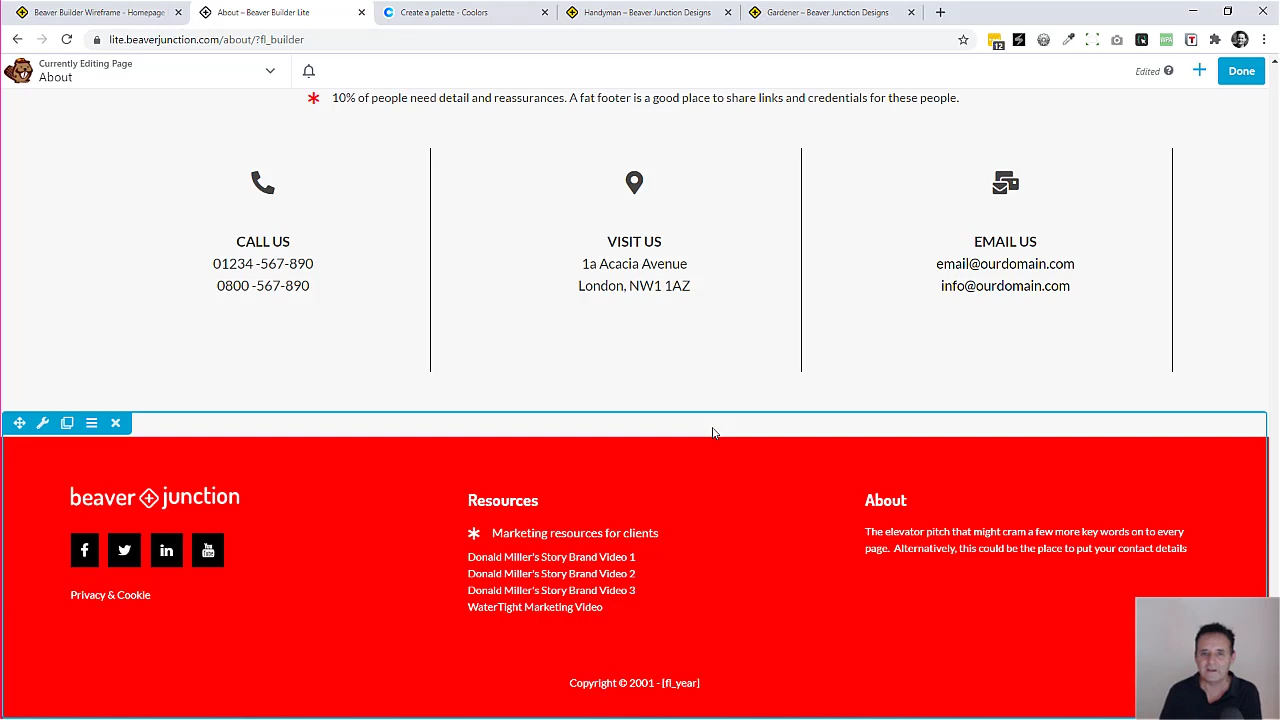 Beaver Builder Wireframe – Homepage
About – Beaver Builder Lite
Create a palette - Coolors
Handyman – Beaver Junction Designs
Gardener – Beaver Junction Designs
lite.beaverjunction.com/about/?fl_builder
12
WPA
T
Currently Editing Page
About
Edited
Done
10% of people need detail and reassurances. A fat footer is a good place to share links and credentials for these people.
CALL US
01234 -567-890
0800 -567-890
VISIT US
1a Acacia Avenue
London, NW1 1AZ
EMAIL US
email@ourdomain.com
info@ourdomain.com
beaver junction
Privacy & Cookie
Resources
Marketing resources for clients
Donald Miller's Story Brand Video 1
Donald Miller's Story Brand Video 2
Donald Miller's Story Brand Video 3
WaterTight Marketing Video
About
The elevator pitch that might cram a few more key words on to every
page. Alternatively, this could be the place to put your contact details
Copyright © 2001 - [fl_year]